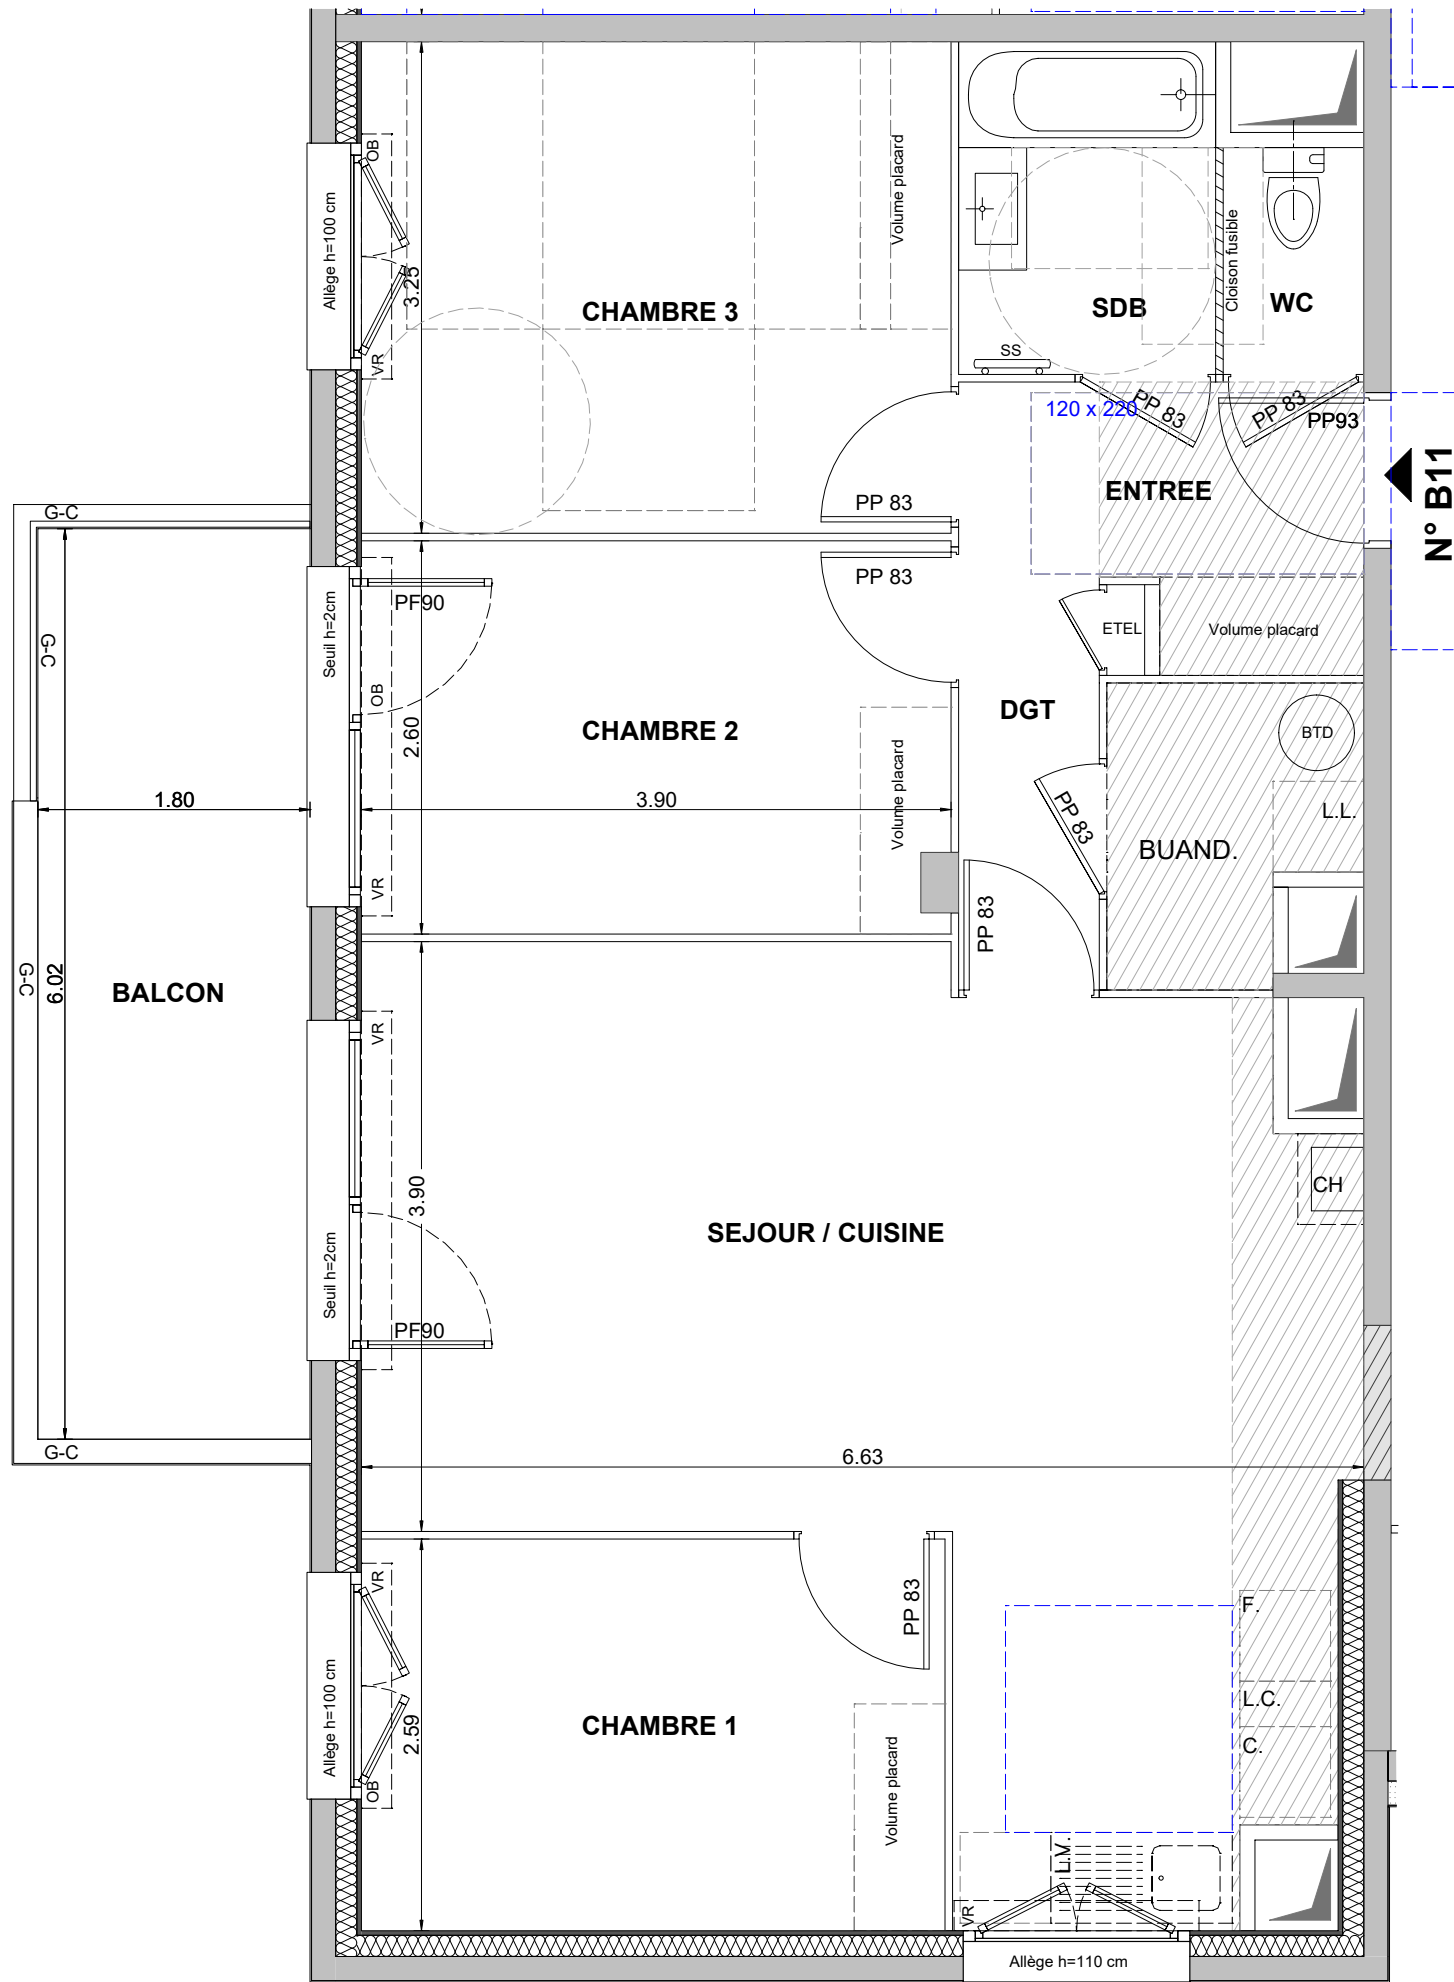 OB
Allège h=100 cm
3.25
VR
CHAMBRE 3
Volume placard
SDB
Cloison fusible
WC
SS
120 x 220
PP 83
PP 83
PP93
ENTREE
N° B11
PP 83
G-C
G-C
Seuil h=2cm
PF90
OB
2.60
PP 83
ETEL
Volume placard
DGT
CHAMBRE 2
BTD
Volume placard
1.80
3.90
L.L.
PP 83
BUAND.
VR
PP 83
G-C
6.02
BALCON
VR
3.90
CH
SEJOUR / CUISINE
Seuil h=2cm
PF90
G-C
6.63
VR
PP 83
F.
Allège h=100 cm
L.C.
CHAMBRE 1
2.59
C.
OB
Volume placard
L.V.
VR
Allège h=110 cm